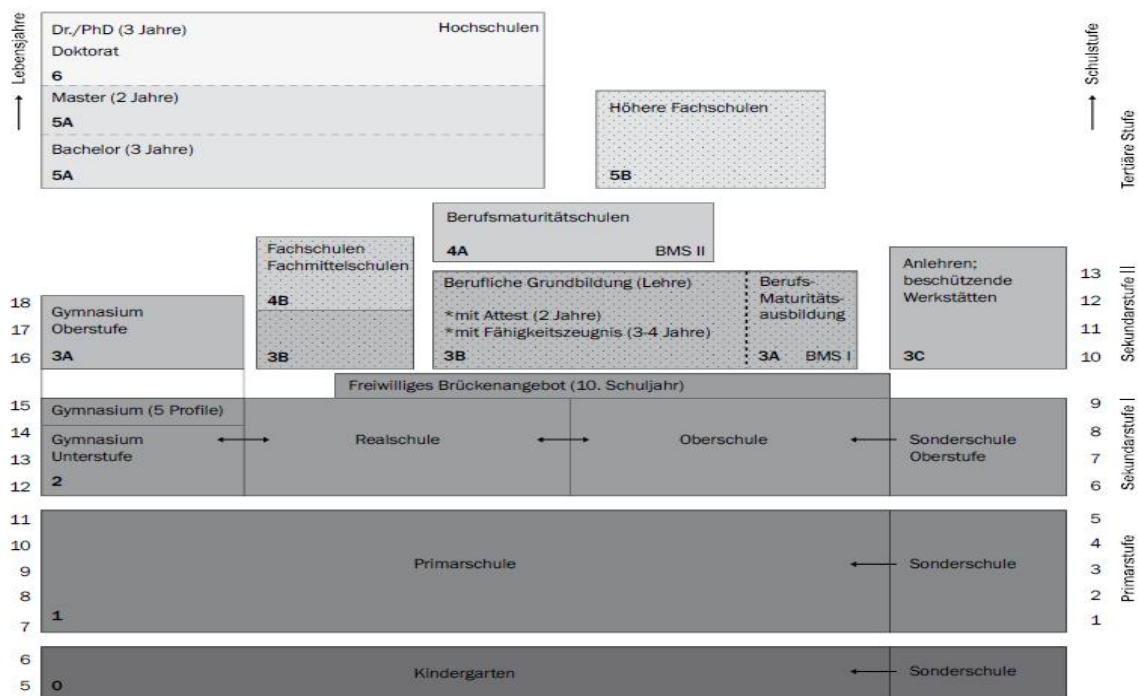 Lebensjahre
Dr./PhD (3 Jahre) Hochschulen
Doktorat
6
Master (2 Jahre)
5A
Bachelor (3 Jahre)
5A
Höhere Fachschulen
5B
Schulstufe
Tertiäre Stufe
Berufsmaturitätschulen
4A BMS II
Fachschulen
Fachmittelschulen
4B
3B
Berufliche Grundbildung (Lehre)
*mit Attest (2 Jahre)
*mit Fähigkeitszeugnis (3-4 Jahre)
3B
Berufs-
Maturitäts-
ausbildung
3A BMS I
Anlehren;
beschützende
Werkstätten
3C
18
17
16
Gymnasium
Oberstufe
3A
13
12
11
10
Sekundarstufe II
Freiwilliges Brückenangebot (10. Schuljahr)
15
14
13
12
Gymnasium (5 Profile)
Gymnasium
Unterstufe
2
Realschule
Oberschule
Sonderschule
Oberstufe
9
8
7
6
Sekundarstufe I
11
10
9
8
7
Primarschule
1
Sonderschule
5
4
3
2
1
Primarstufe
6
5
0
Kindergarten
Sonderschule